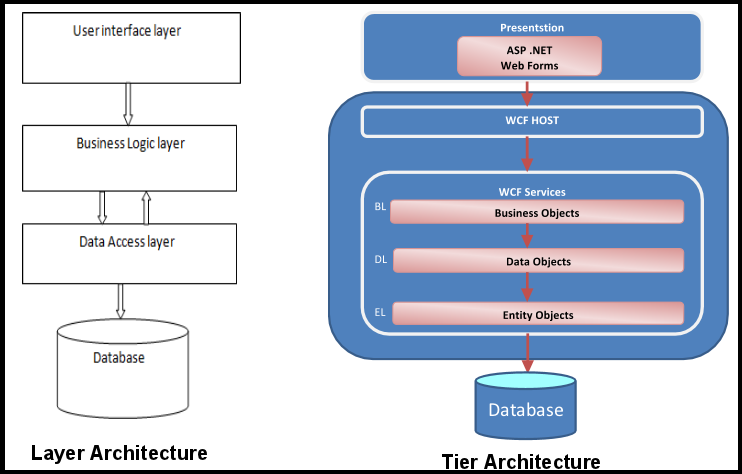 User interface layer
Business Logic layer
Data Access layer
Database
Layer Architecture
Presentstion
ASP .NET
Web Forms
WCF HOST
WCF Services
BL
Business Objects
DL
Data Objects
EL
Entity Objects
Database
Tier Architecture